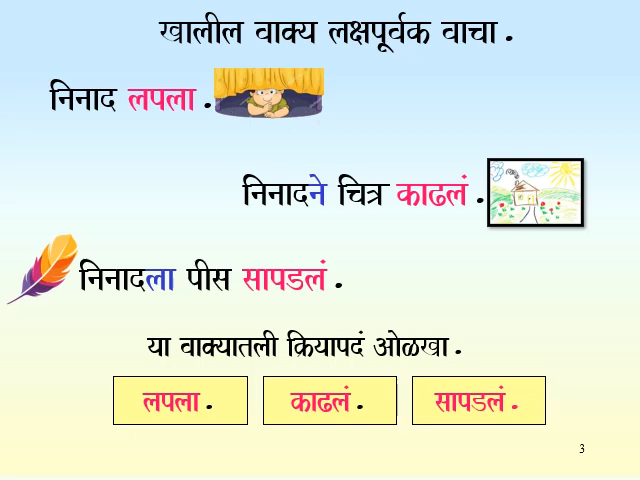 खालील वाक्य लक्षपूर्वक वाचा.
निनाद लपला.
निनादने चित्र काढलं.
निनादला पीस सापडलं.
या वाक्यातली क्रियापदं ओळखा.
लपला. काढलं. सापडलं.
3